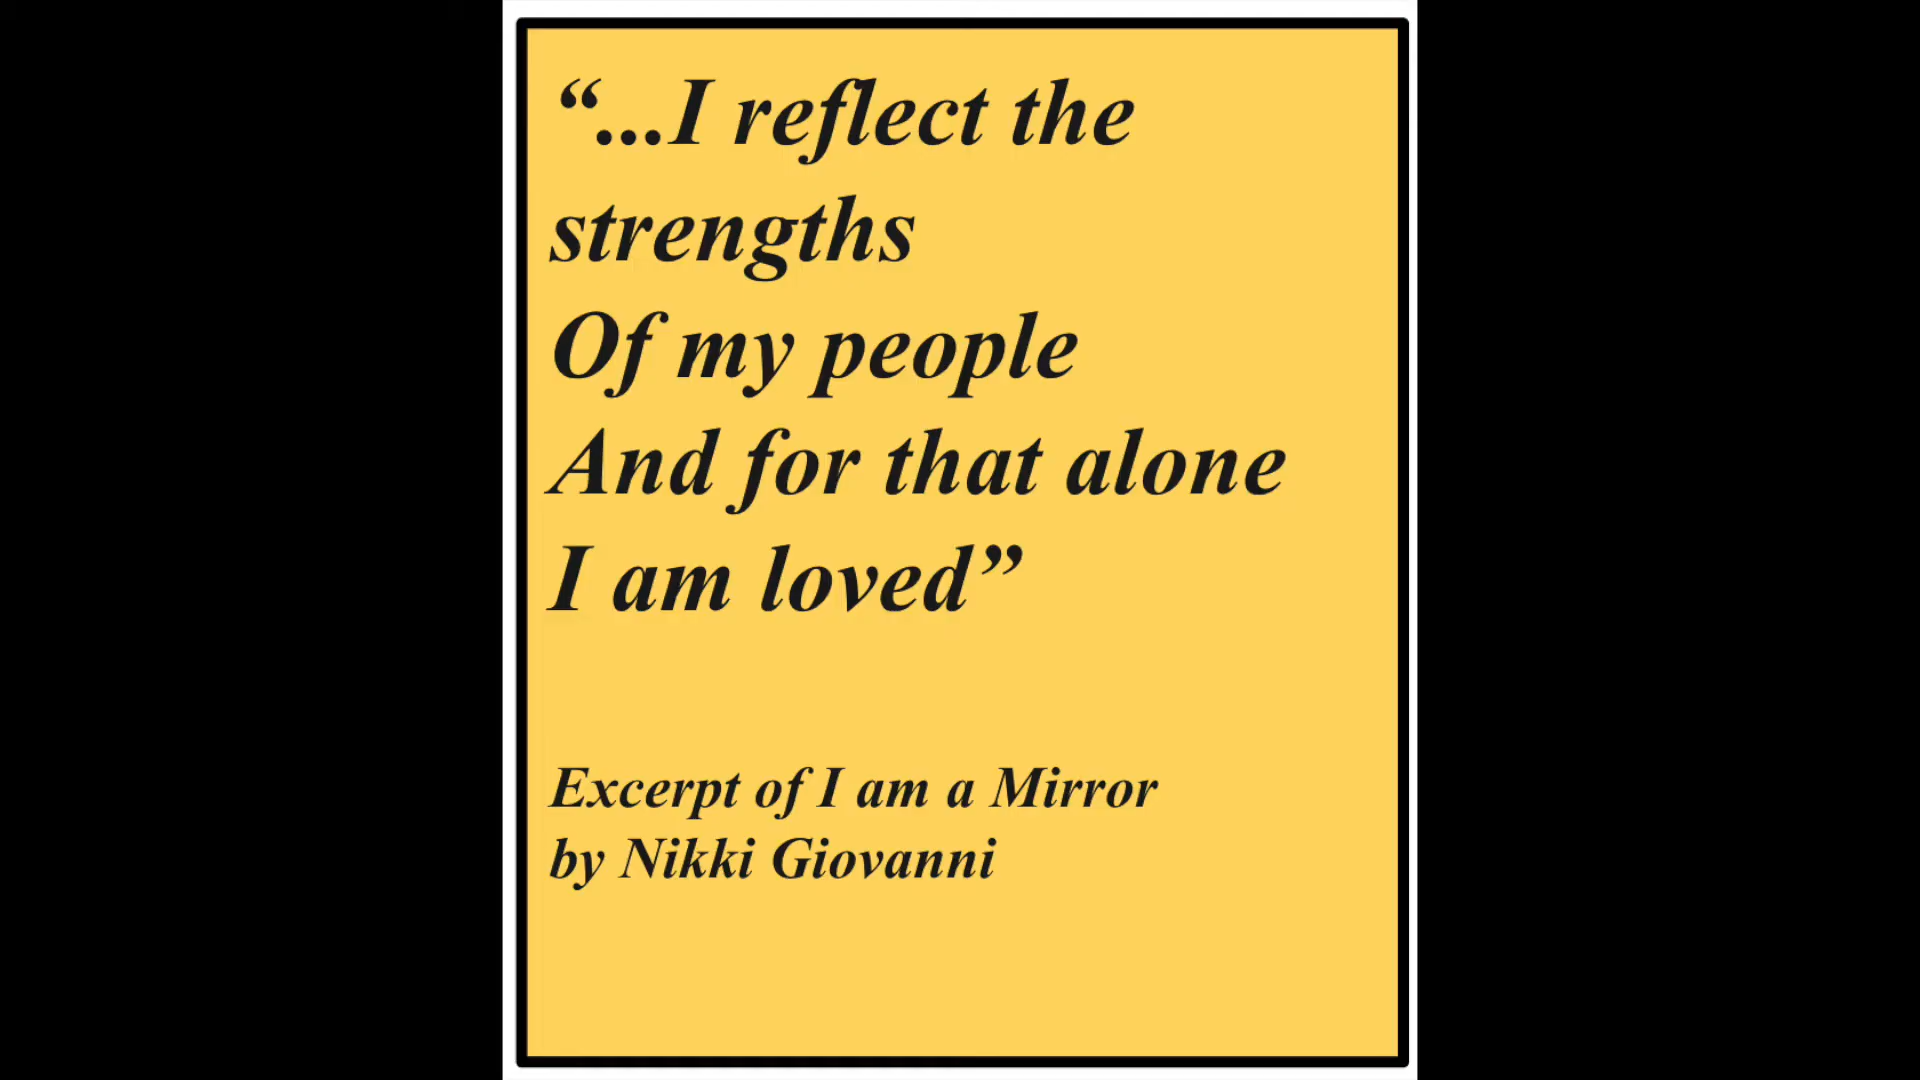 “...I reflect the
strengths
Of my people
And for that alone
I am loved”
Excerpt of I am a Mirror
by Nikki Giovanni